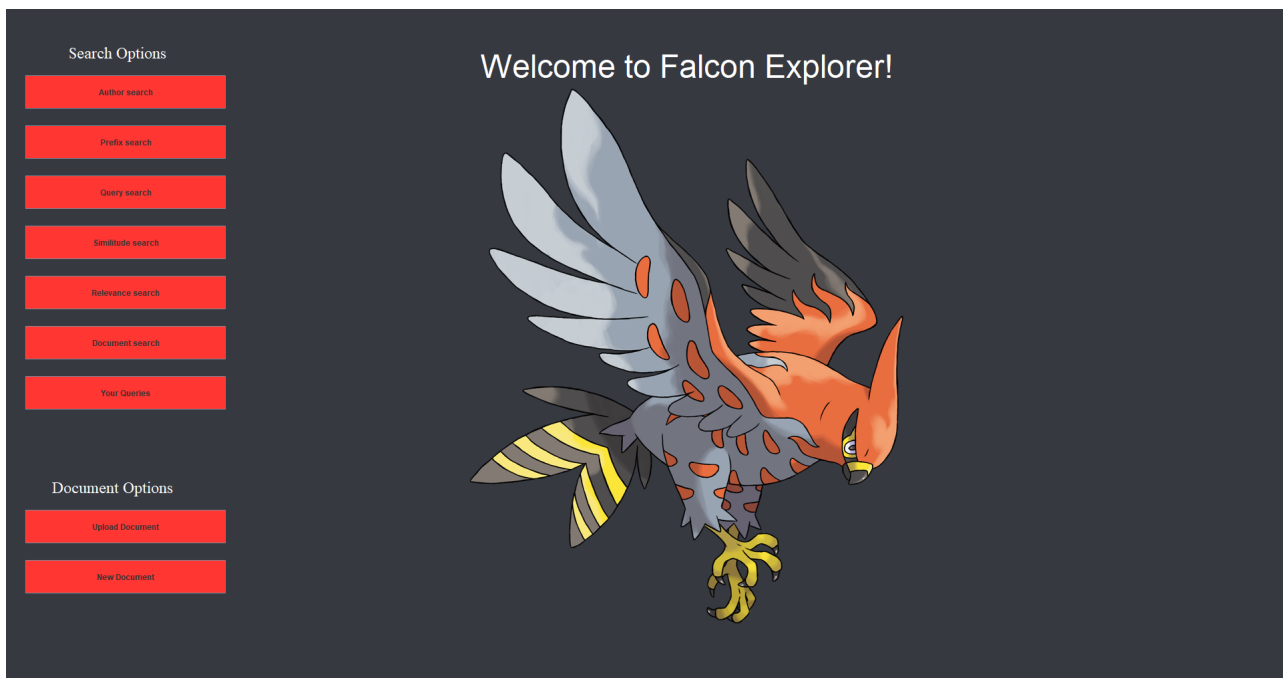 Search Options
Author search
Prefix search
Query search
Similitude search
Relevance search
Document search
Your Queries
Document Options
Upload Document
New Document
Welcome to Falcon Explorer!